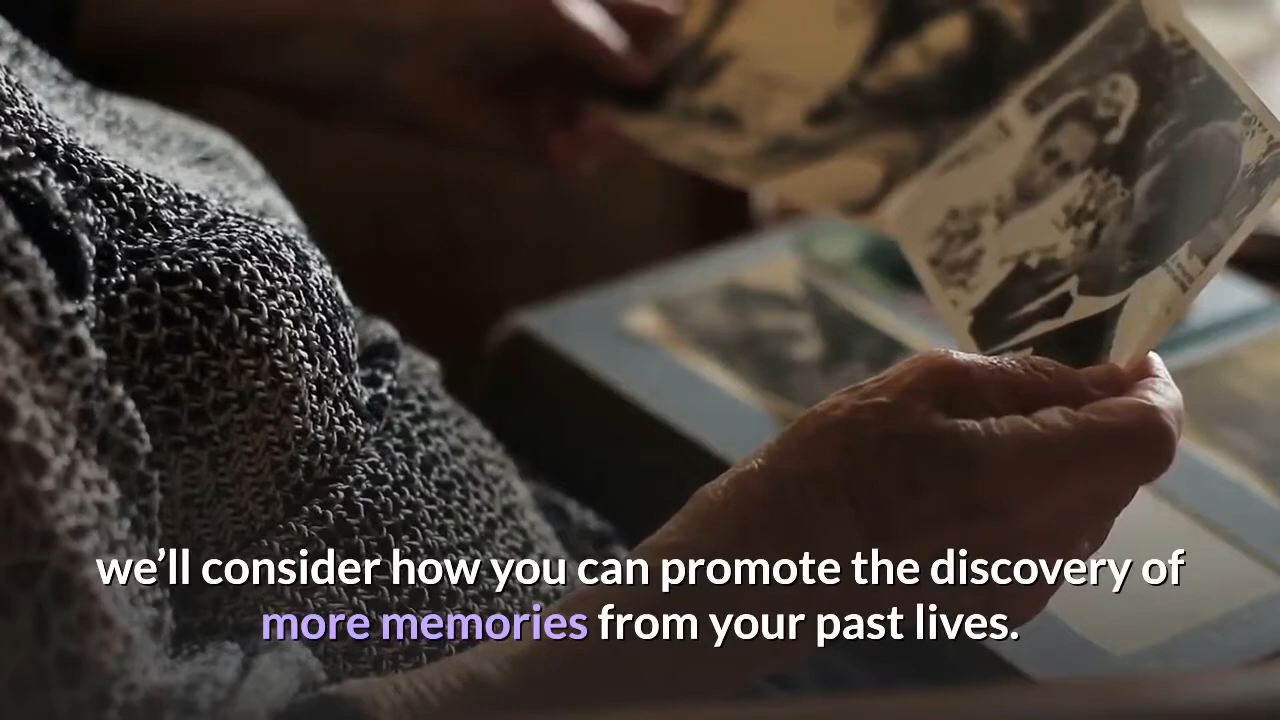 we’ll consider how you can promote the discovery of
more memories from your past lives.